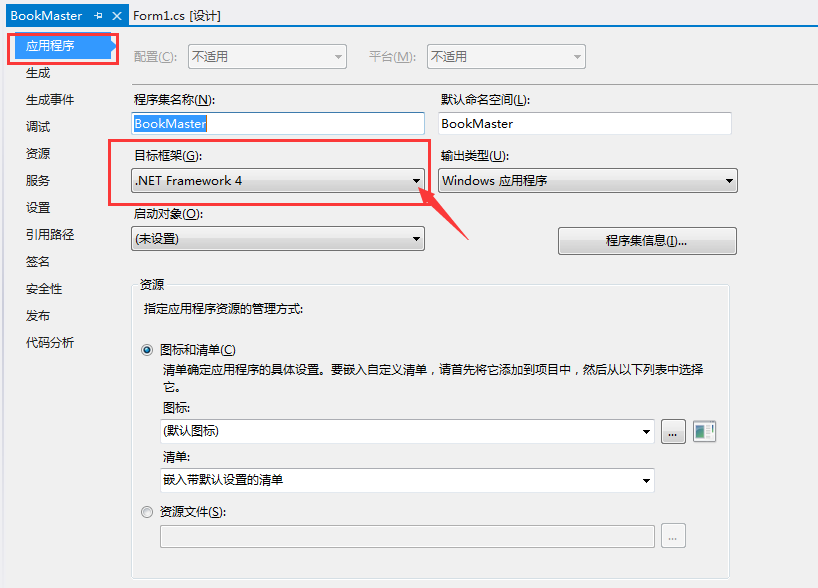 BookMaster Form1.cs [设计]
应用程序
生成
生成事件
调试
资源
服务
设置
引用路径
签名
安全性
发布
代码分析
配置(C): 不适用 平台(M): 不适用
程序集名称(N): 默认命名空间(L):
BookMaster BookMaster
目标框架(G): 输出类型(U):
.NET Framework 4 Windows 应用程序
启动对象(O):
(未设置) 程序集信息(I)...
资源
指定应用程序资源的管理方式:
图标和清单(C)
清单确定应用程序的具体设置。要嵌入自定义清单，请首先将它添加到项目中，然后从以下列表中选择
它。
图标:
(默认图标) ...
清单:
嵌入带默认设置的清单
资源文件(S):
...